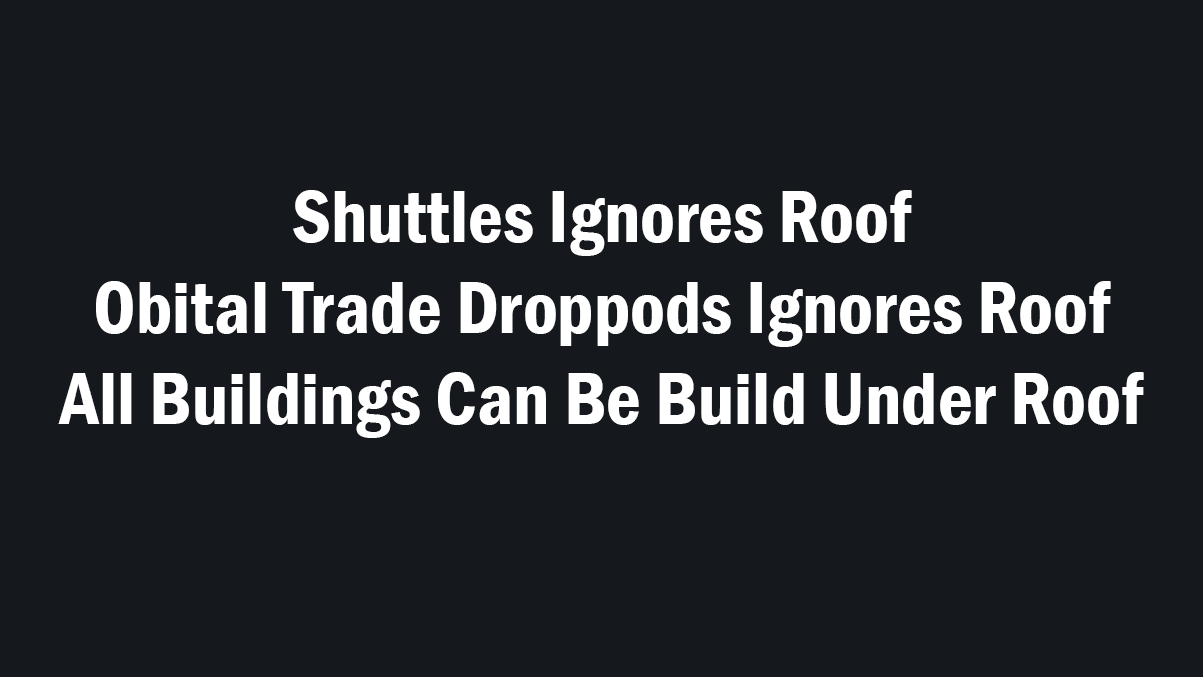 Shuttles Ignores Roof
Obital Trade Droppods Ignores Roof
All Buildings Can Be Build Under Roof